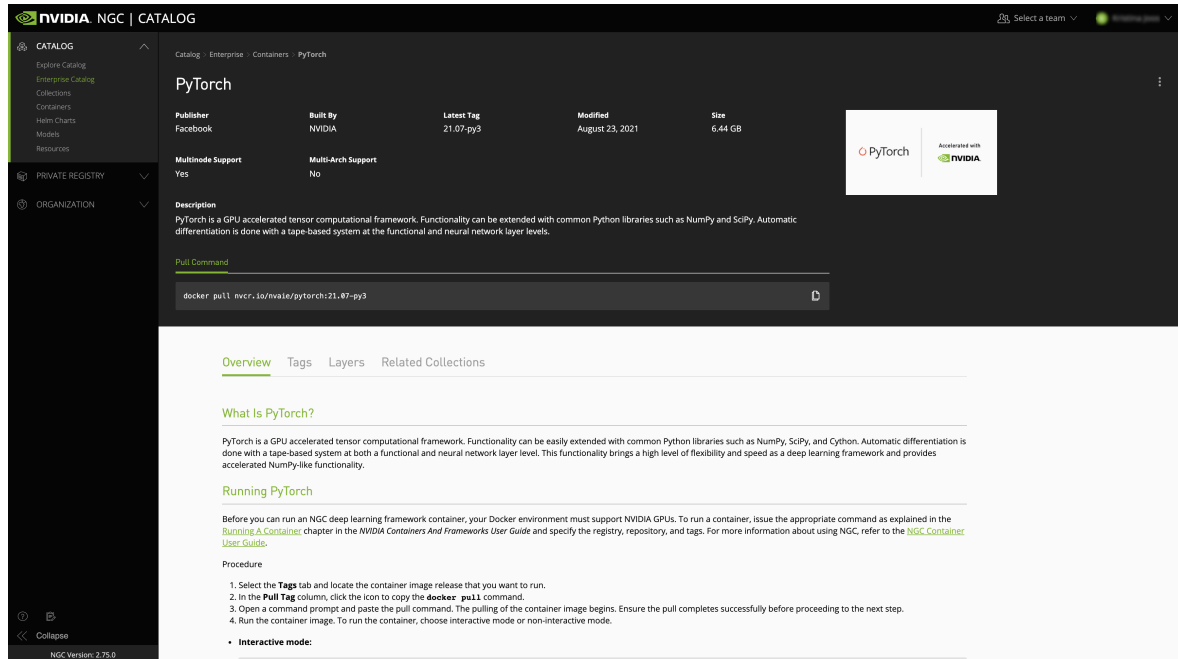 NVIDIA. NGC | CATALOG
Select a team
CATALOG
Explore Catalog
Enterprise Catalog
Collections
Containers
Helm Charts
Models
Resources
PRIVATE REGISTRY
ORGANIZATION
Catalog > Enterprise > Containers > PyTorch
PyTorch
Publisher Built By Latest Tag Modified Size
Facebook NVIDIA 21.07-py3 August 23, 2021 6.44 GB
Multinode Support Multi-Arch Support
Yes No
PyTorch
Accelerated with
NVIDIA.
Description
PyTorch is a GPU accelerated tensor computational framework. Functionality can be extended with common Python libraries such as NumPy and SciPy. Automatic
differentiation is done with a tape-based system at the functional and neural network layer levels.
Pull Command
docker pull nvcr.io/nvaie/pytorch:21.07-py3
Overview Tags Layers Related Collections
What Is PyTorch?
PyTorch is a GPU accelerated tensor computational framework. Functionality can be easily extended with common Python libraries such as NumPy, SciPy, and Cython. Automatic differentiation is
done with a tape-based system at both a functional and neural network layer level. This functionality brings a high level of flexibility and speed as a deep learning framework and provides
accelerated NumPy-like functionality.
Running PyTorch
Before you can run an NGC deep learning framework container, your Docker environment must support NVIDIA GPUs. To run a container, issue the appropriate command as explained in the
Running A Container chapter in the NVIDIA Containers And Frameworks User Guide and specify the registry, repository, and tags. For more information about using NGC, refer to the NGC Container
User Guide.
Procedure
1. Select the Tags tab and locate the container image release that you want to run.
2. In the Pull Tag column, click the icon to copy the docker pull command.
3. Open a command prompt and paste the pull command. The pulling of the container image begins. Ensure the pull completes successfully before proceeding to the next step.
4. Run the container image. To run the container, choose interactive mode or non-interactive mode.
• Interactive mode:
Collapse
NGC Version: 2.75.0